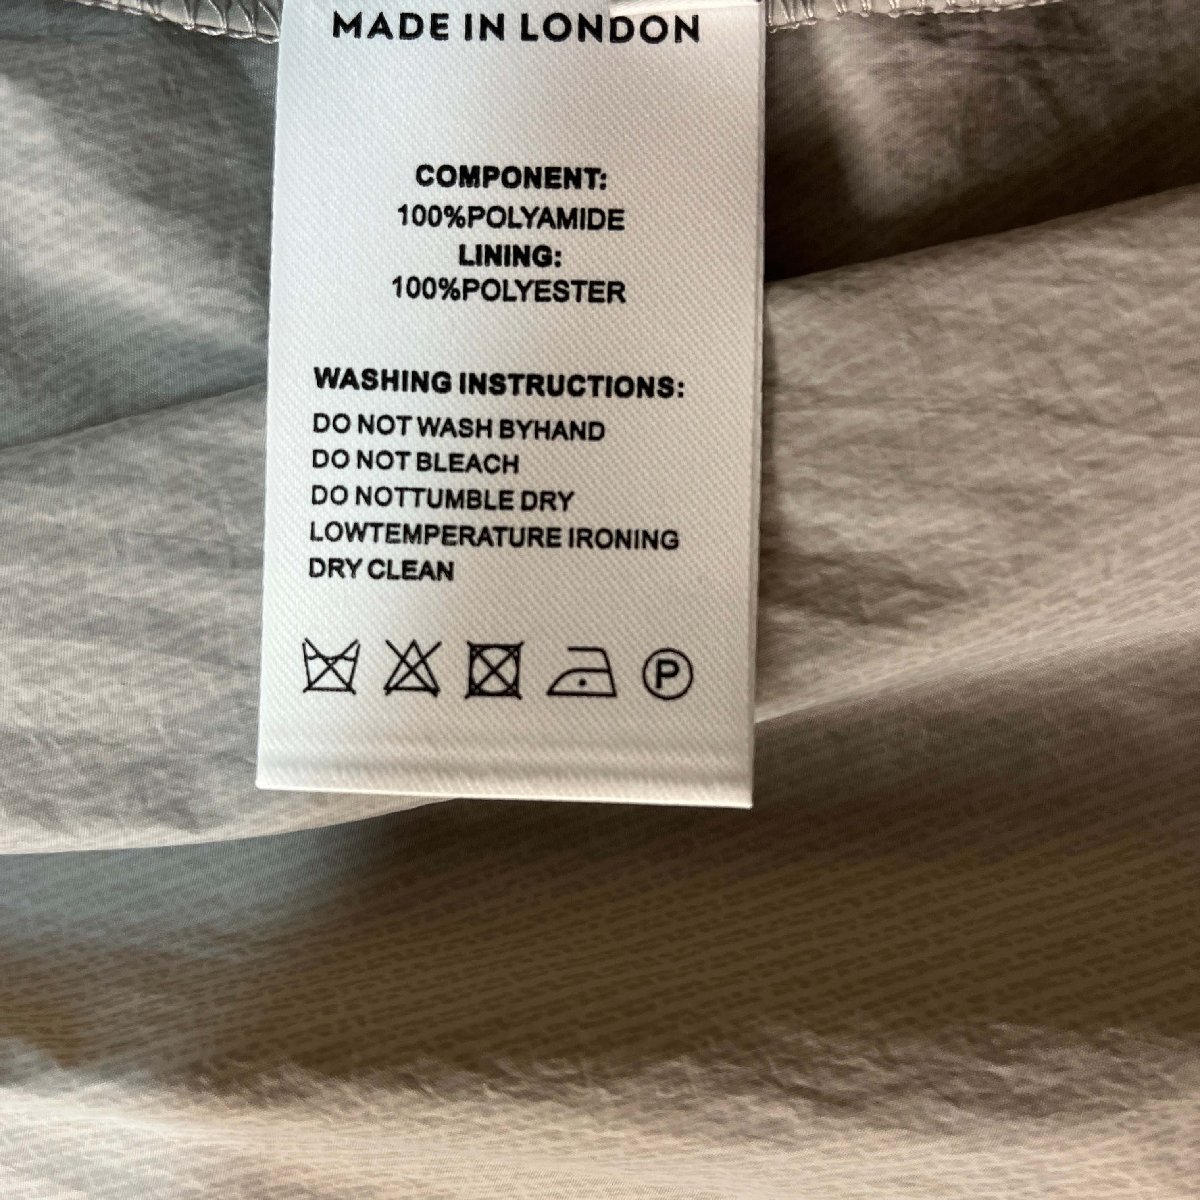 MADE IN LONDON
COMPONENT:
100%POLYAMIDE
LINING:
100%POLYESTER
WASHING INSTRUCTIONS:
DO NOT WASH BYHAND
DO NOT BLEACH
DO NOTTUMBLE DRY
LOWTEMPERATURE IRONING
DRY CLEAN
P